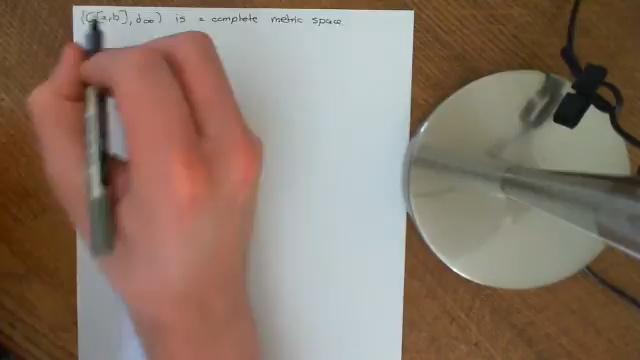 (C[a,b], d∞) is a complete metric space